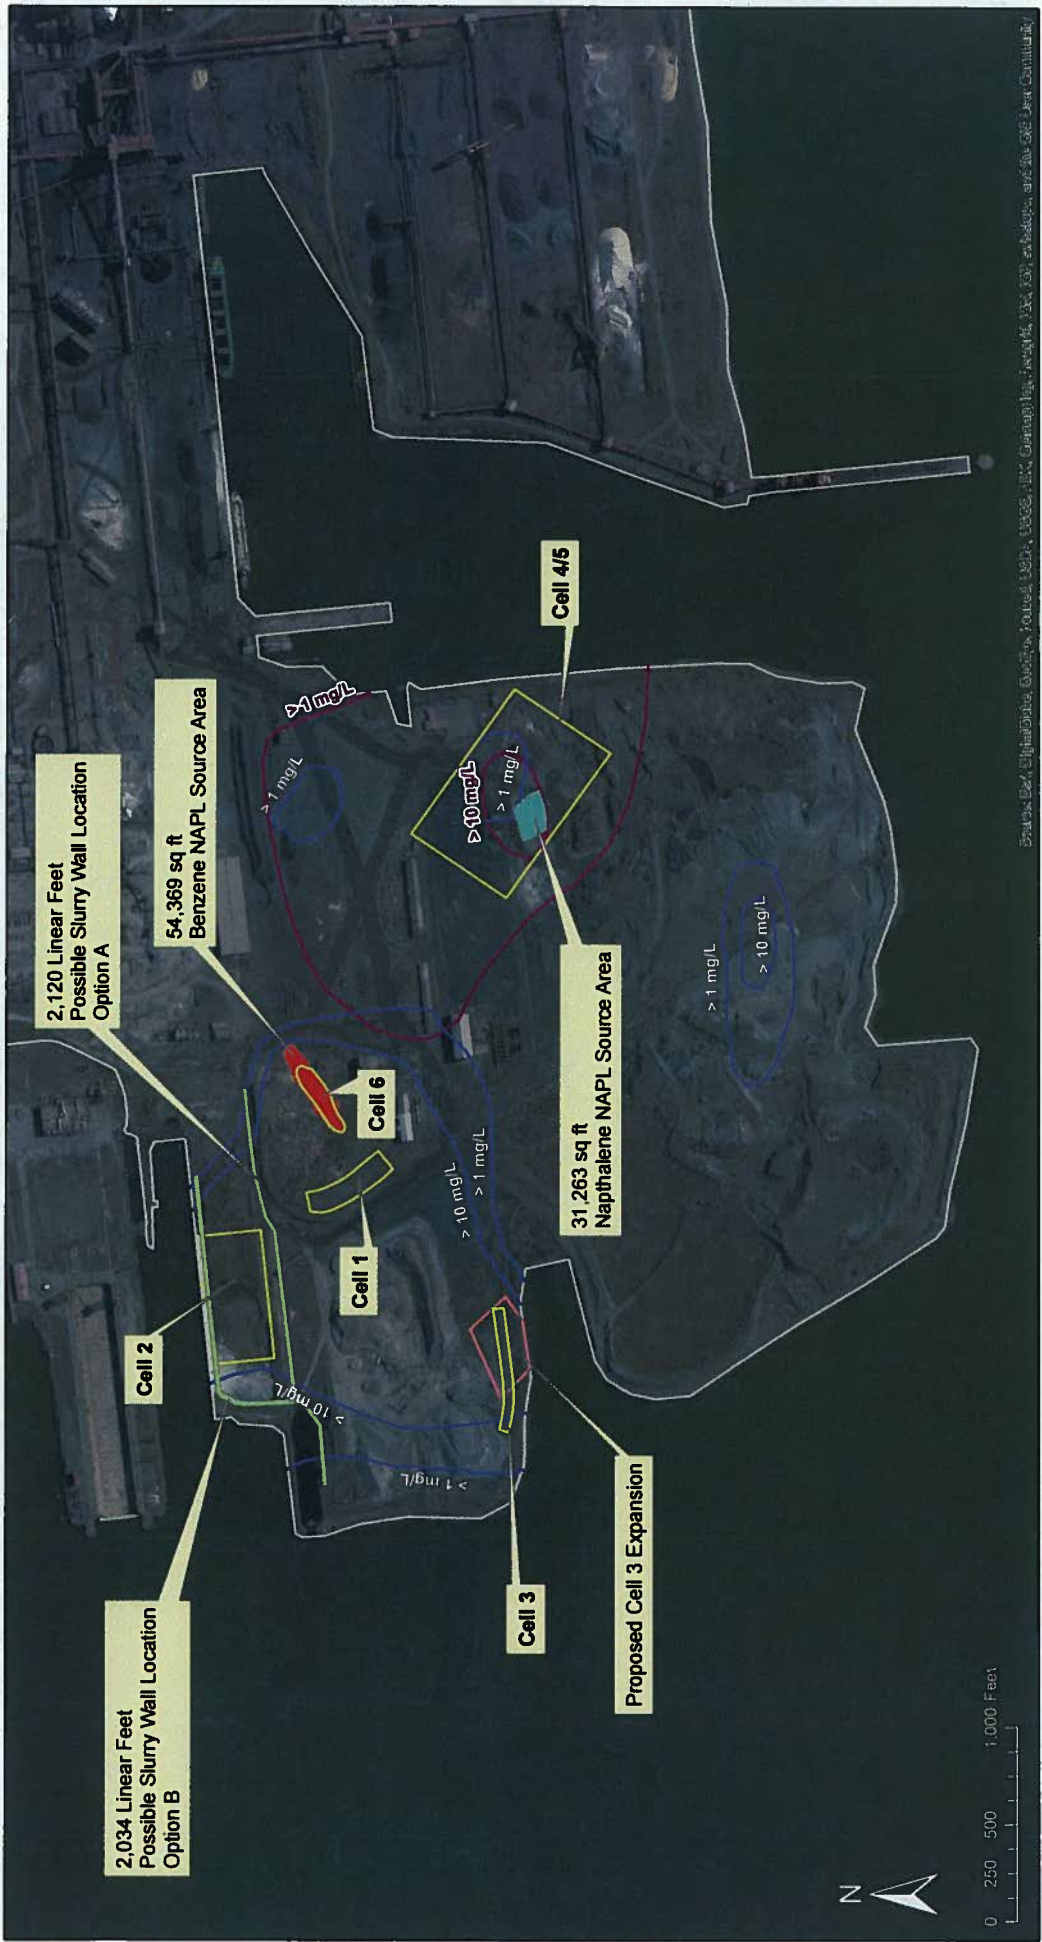 2,034 Linear Feet
Possible Slurry Wall Location
Option B
2,120 Linear Feet
Possible Slurry Wall Location
Option A
54,369 sq ft
Benzene NAPL Source Area
Cell 2
Cell 1
Cell 6
Cell 3
Proposed Cell 3 Expansion
31,263 sq ft
Napthalene NAPL Source Area
Cell 4/5
> 1 mg/L
> 10 mg/L
> 10 mg/L
> 1 mg/L
> 1 mg/L
>1 mg/L
>10 mg/L
> 1 mg/L
> 1 mg/L
> 10 mg/L
N
0 250 500 1,000 Feet